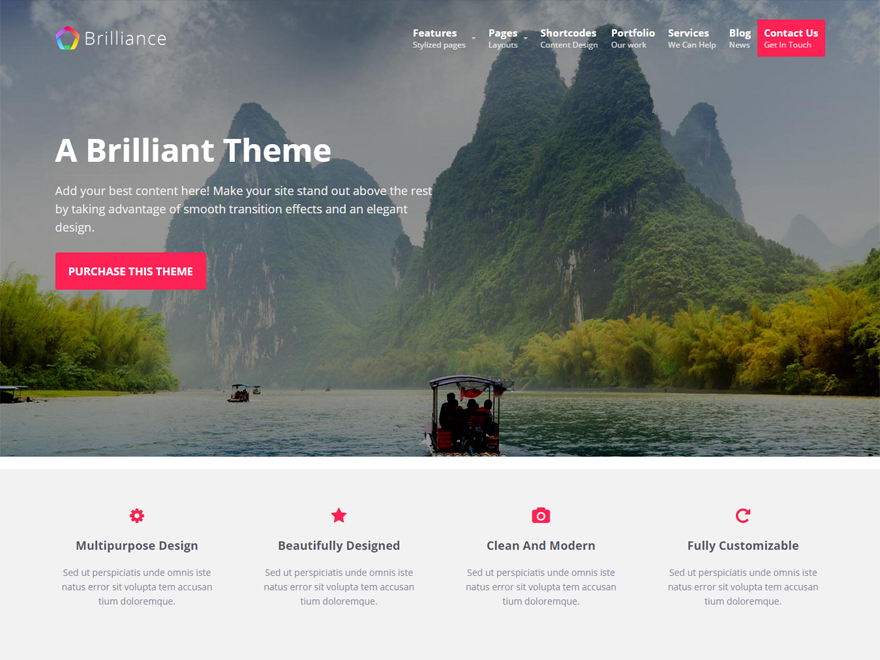 Brilliance
Features Pages Shortcodes Portfolio Services Blog Contact Us
Stylized pages Layouts Content Design Our work We Can Help News Get In Touch
A Brilliant Theme
Add your best content here! Make your site stand out above the rest
by taking advantage of smooth transition effects and an elegant
design.
PURCHASE THIS THEME
Multipurpose Design
Sed ut perspiciatis unde omnis iste
natus error sit volupta tem accusan
tium doloremque.
Beautifully Designed
Sed ut perspiciatis unde omnis iste
natus error sit volupta tem accusan
tium doloremque.
Clean And Modern
Sed ut perspiciatis unde omnis iste
natus error sit volupta tem accusan
tium doloremque.
Fully Customizable
Sed ut perspiciatis unde omnis iste
natus error sit volupta tem accusan
tium doloremque.